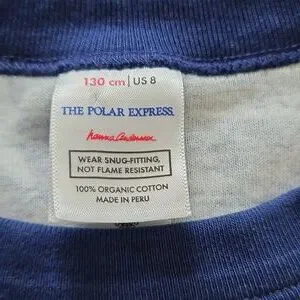 130 cm | US 8
THE POLAR EXPRESS
hanna andersson
WEAR SNUG-FITTING,
NOT FLAME RESISTANT
100% ORGANIC COTTON
MADE IN PERU